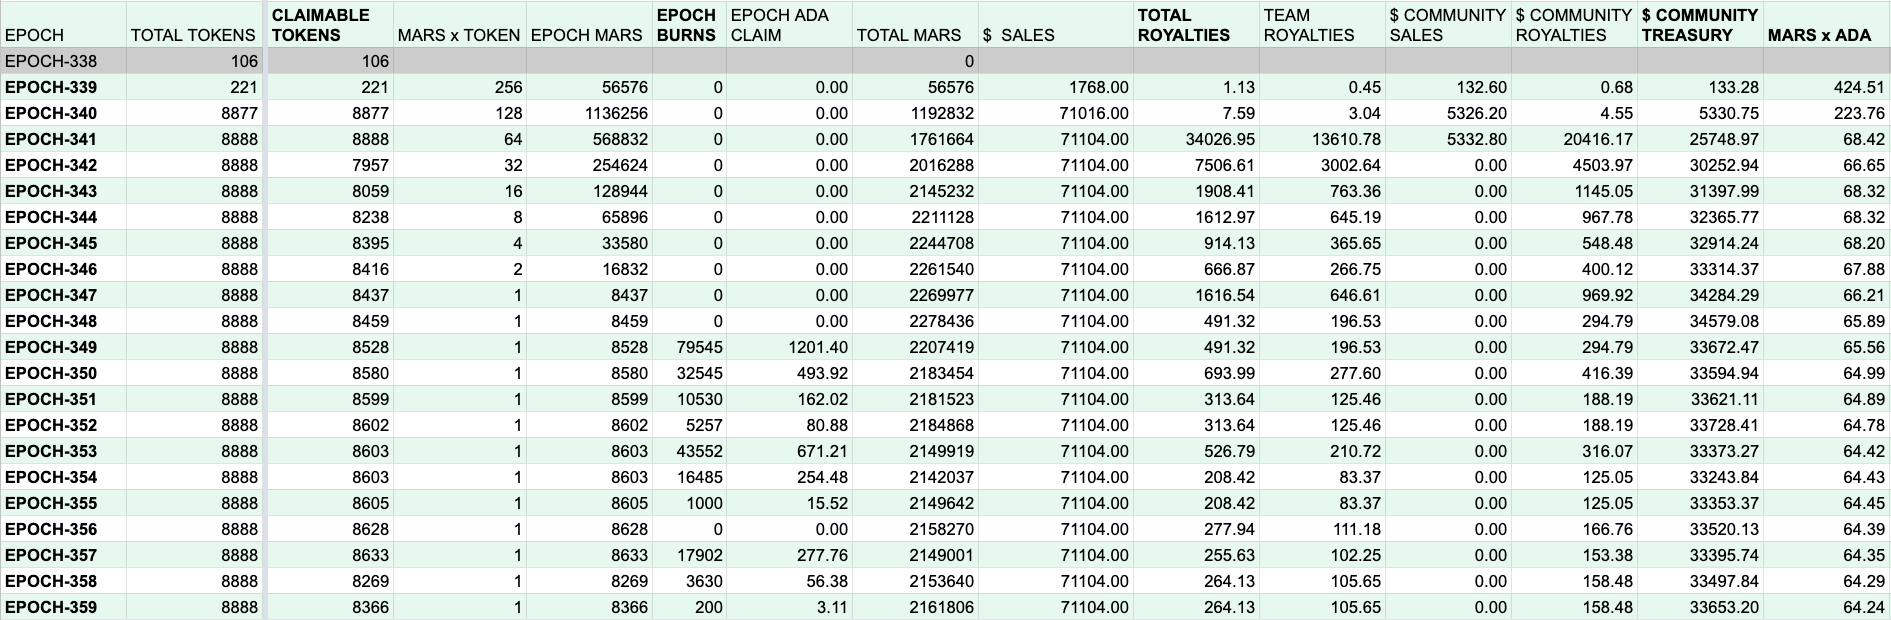 EPOCH TOTAL TOKENS CLAIMABLE TOKENS MARS x TOKEN EPOCH MARS EPOCH BURNS EPOCH ADA CLAIM TOTAL MARS $ SALES TOTAL ROYALTIES TEAM ROYALTIES $ COMMUNITY SALES $ COMMUNITY ROYALTIES $ COMMUNITY TREASURY MARS x ADA
EPOCH-338 106 106 0
EPOCH-339 221 221 256 56576 0 0.00 56576 1768.00 1.13 0.45 132.60 0.68 133.28 424.51
EPOCH-340 8877 8877 128 1136256 0 0.00 1192832 71016.00 7.59 3.04 5326.20 4.55 5330.75 223.76
EPOCH-341 8888 8888 64 568832 0 0.00 1761664 71104.00 34026.95 13610.78 5332.80 20416.17 25748.97 68.42
EPOCH-342 8888 7957 32 254624 0 0.00 2016288 71104.00 7506.61 3002.64 0.00 4503.97 30252.94 66.65
EPOCH-343 8888 8059 16 128944 0 0.00 2145232 71104.00 1908.41 763.36 0.00 1145.05 31397.99 68.32
EPOCH-344 8888 8238 8 65896 0 0.00 2211128 71104.00 1612.97 645.19 0.00 967.78 32365.77 68.32
EPOCH-345 8888 8395 4 33580 0 0.00 2244708 71104.00 914.13 365.65 0.00 548.48 32914.24 68.20
EPOCH-346 8888 8416 2 16832 0 0.00 2261540 71104.00 666.87 266.75 0.00 400.12 33314.37 67.88
EPOCH-347 8888 8437 1 8437 0 0.00 2269977 71104.00 1616.54 646.61 0.00 969.92 34284.29 66.21
EPOCH-348 8888 8459 1 8459 0 0.00 2278436 71104.00 491.32 196.53 0.00 294.79 34579.08 65.89
EPOCH-349 8888 8528 1 8528 79545 1201.40 2207419 71104.00 491.32 196.53 0.00 294.79 33672.47 65.56
EPOCH-350 8888 8580 1 8580 32545 493.92 2183454 71104.00 693.99 277.60 0.00 416.39 33594.94 64.99
EPOCH-351 8888 8599 1 8599 10530 162.02 2181523 71104.00 313.64 125.46 0.00 188.19 33621.11 64.89
EPOCH-352 8888 8602 1 8602 5257 80.88 2184868 71104.00 313.64 125.46 0.00 188.19 33728.41 64.78
EPOCH-353 8888 8603 1 8603 43552 671.21 2149919 71104.00 526.79 210.72 0.00 316.07 33373.27 64.42
EPOCH-354 8888 8603 1 8603 16485 254.48 2142037 71104.00 208.42 83.37 0.00 125.05 33243.84 64.43
EPOCH-355 8888 8605 1 8605 1000 15.52 2149642 71104.00 208.42 83.37 0.00 125.05 33353.37 64.45
EPOCH-356 8888 8628 1 8628 0 0.00 2158270 71104.00 277.94 111.18 0.00 166.76 33520.13 64.39
EPOCH-357 8888 8633 1 8633 17902 277.76 2149001 71104.00 255.63 102.25 0.00 153.38 33395.74 64.35
EPOCH-358 8888 8269 1 8269 3630 56.38 2153640 71104.00 264.13 105.65 0.00 158.48 33497.84 64.29
EPOCH-359 8888 8366 1 8366 200 3.11 2161806 71104.00 264.13 105.65 0.00 158.48 33653.20 64.24